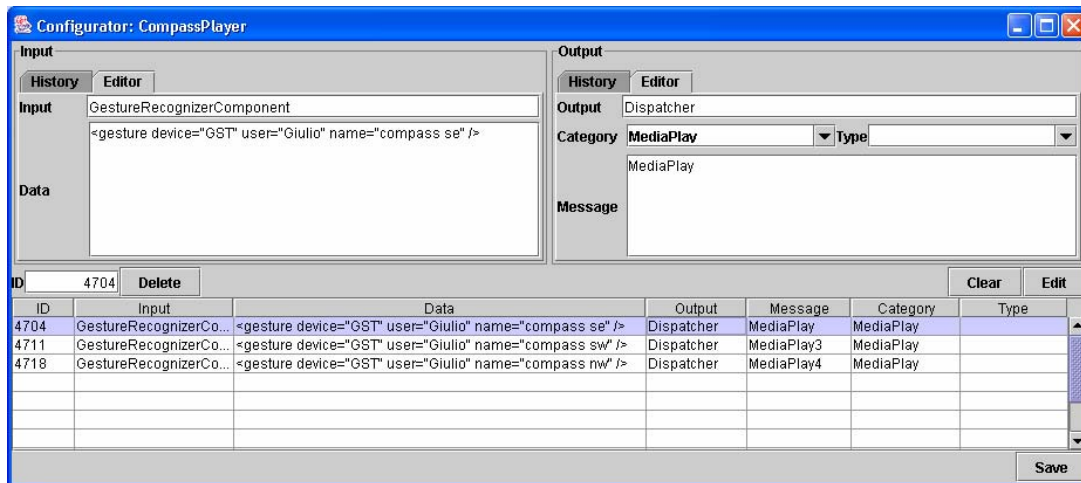 Configurator: CompassPlayer
Input
Output
History Editor
History Editor
Input GestureRecognizerComponent
Output Dispatcher
<gesture device="GST" user="Giulio" name="compass se" />
Category MediaPlay Type
Data
MediaPlay
Message
ID 4704 Delete Clear Edit
ID Input Data Output Message Category Type
4704 GestureRecognizerCo... <gesture device="GST" user="Giulio" name="compass se" /> Dispatcher MediaPlay MediaPlay
4711 GestureRecognizerCo... <gesture device="GST" user="Giulio" name="compass sw" /> Dispatcher MediaPlay3 MediaPlay
4718 GestureRecognizerCo... <gesture device="GST" user="Giulio" name="compass nw" /> Dispatcher MediaPlay4 MediaPlay
Save